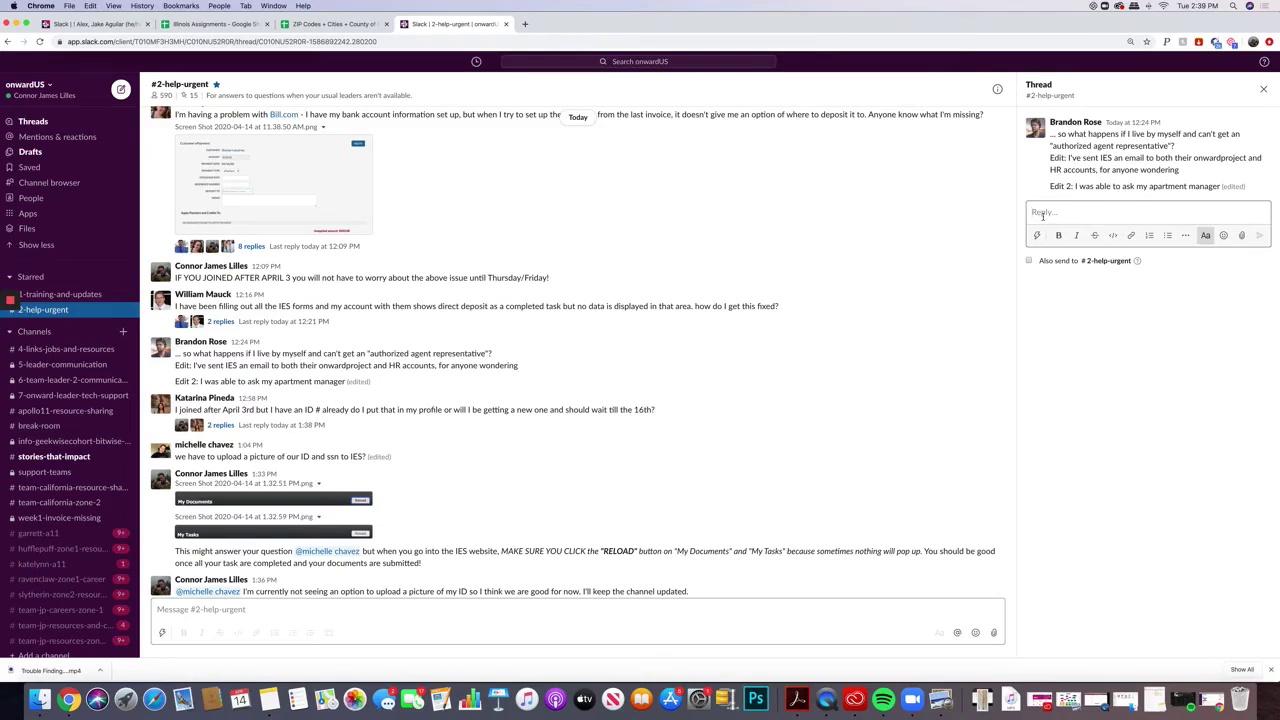 Chrome File Edit View History Bookmarks People Tab Window Help
Tue 2:39 PM
Slack | ! Alex, Jake Aguilar (he/h
Illinois Assignments - Google Sh
ZIP Codes + Cities + County of
Slack | 2-help-urgent | onwardU
app.slack.com/client/T010MF3H3MH/C010NU52R0R/thread/C010NU52R0R-1586892242.280200
Search onwardUS
onwardUS
Connor James Lilles
Threads
Mentions & reactions
Drafts
Saved
Channel browser
People
Apps
Files
Show less
Starred
1-training-and-updates
2-help-urgent
Channels
# 4-links-jobs-and-resources
5-leader-communication
6-team-leader-2-communica...
7-onward-leader-tech-support
# apollo11-resource-sharing
# break-room
info-geekwisecohort-bitwise-...
# stories-that-impact
support-teams
# team-california-resource-sha...
# team-california-zone-2
week1-invoice-missing
# garrett-a11 9+
# hufflepuff-zone1-resou... 9+
# katelynn-a11 1
# ravenclaw-zone1-career 9+
# slytherin-zone2-resour... 9+
# team-jp-careers-zone-1 9+
# team-jp-resources-and-c... 4
# team-jp-resources-zon... 9+
Add a channel
#2-help-urgent
590 | 15 | For answers to questions when your usual leaders aren't available.
Today
I'm having a problem with Bill.com - I have my bank account information set up, but when I try to set up the from the last invoice, it doesn't give me an option of where to deposit it to. Anyone know what I'm missing?
Screen Shot 2020-04-14 at 11.38.50 AM.png
8 replies Last reply today at 12:09 PM
Connor James Lilles 12:09 PM
IF YOU JOINED AFTER APRIL 3 you will not have to worry about the above issue until Thursday/Friday!
William Mauck 12:16 PM
I have been filling out all the IES forms and my account with them shows direct deposit as a completed task but no data is displayed in that area. how do I get this fixed?
2 replies Last reply today at 12:21 PM
Brandon Rose 12:24 PM
... so what happens if I live by myself and can't get an "authorized agent representative"?
Edit: I've sent IES an email to both their onwardproject and HR accounts, for anyone wondering
Edit 2: I was able to ask my apartment manager (edited)
Katarina Pineda 12:58 PM
I joined after April 3rd but I have an ID # already do I put that in my profile or will I be getting a new one and should wait till the 16th?
2 replies Last reply today at 1:38 PM
michelle chavez 1:04 PM
we have to upload a picture of our ID and ssn to IES? (edited)
Connor James Lilles 1:33 PM
Screen Shot 2020-04-14 at 1.32.51 PM.png
My Documents Reload
Screen Shot 2020-04-14 at 1.32.59 PM.png
My Tasks Reload
This might answer your question @michelle chavez but when you go into the IES website, MAKE SURE YOU CLICK the "RELOAD" button on "My Documents" and "My Tasks" because sometimes nothing will pop up. You should be
good once all your task are completed and your documents are submitted!
Connor James Lilles 1:36 PM
@michelle chavez I'm currently not seeing an option to upload a picture of my ID so I think we are good for now. I'll keep the channel updated.
Message #2-help-urgent
Thread
#2-help-urgent
Brandon Rose Today at 12:24 PM
... so what happens if I live by myself and can't get an
"authorized agent representative"?
Edit: I've sent IES an email to both their onwardproject and
HR accounts, for anyone wondering
Edit 2: I was able to ask my apartment manager (edited)
Reply...
Also send to # 2-help-urgent
Trouble Finding....mp4
Show All